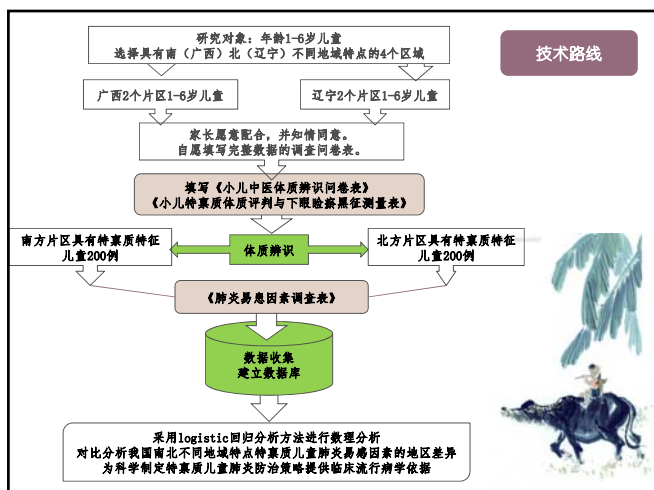 技术路线
研究对象：年龄1-6岁儿童
选择具有南（广西）北（辽宁）不同地域特点的4个区域
广西2个片区1-6岁儿童
辽宁2个片区1-6岁儿童
家长愿意配合，并知情同意。
自愿填写完整数据的调查问卷表。
填写《小儿中医体质辨识问卷表》
《小儿特禀质体质评判与下眼睑瘀黑征测量表》
南方片区具有特禀质特征
儿童200例
体质辨识
北方片区具有特禀质特征
儿童200例
《肺炎易患因素调查表》
数据收集
建立数据库
采用logistic回归分析方法进行数理分析
对比分析我国南北不同地域特点特禀质儿童肺炎易感因素的地区差异
为科学制定特禀质儿童肺炎防治策略提供临床流行病学依据